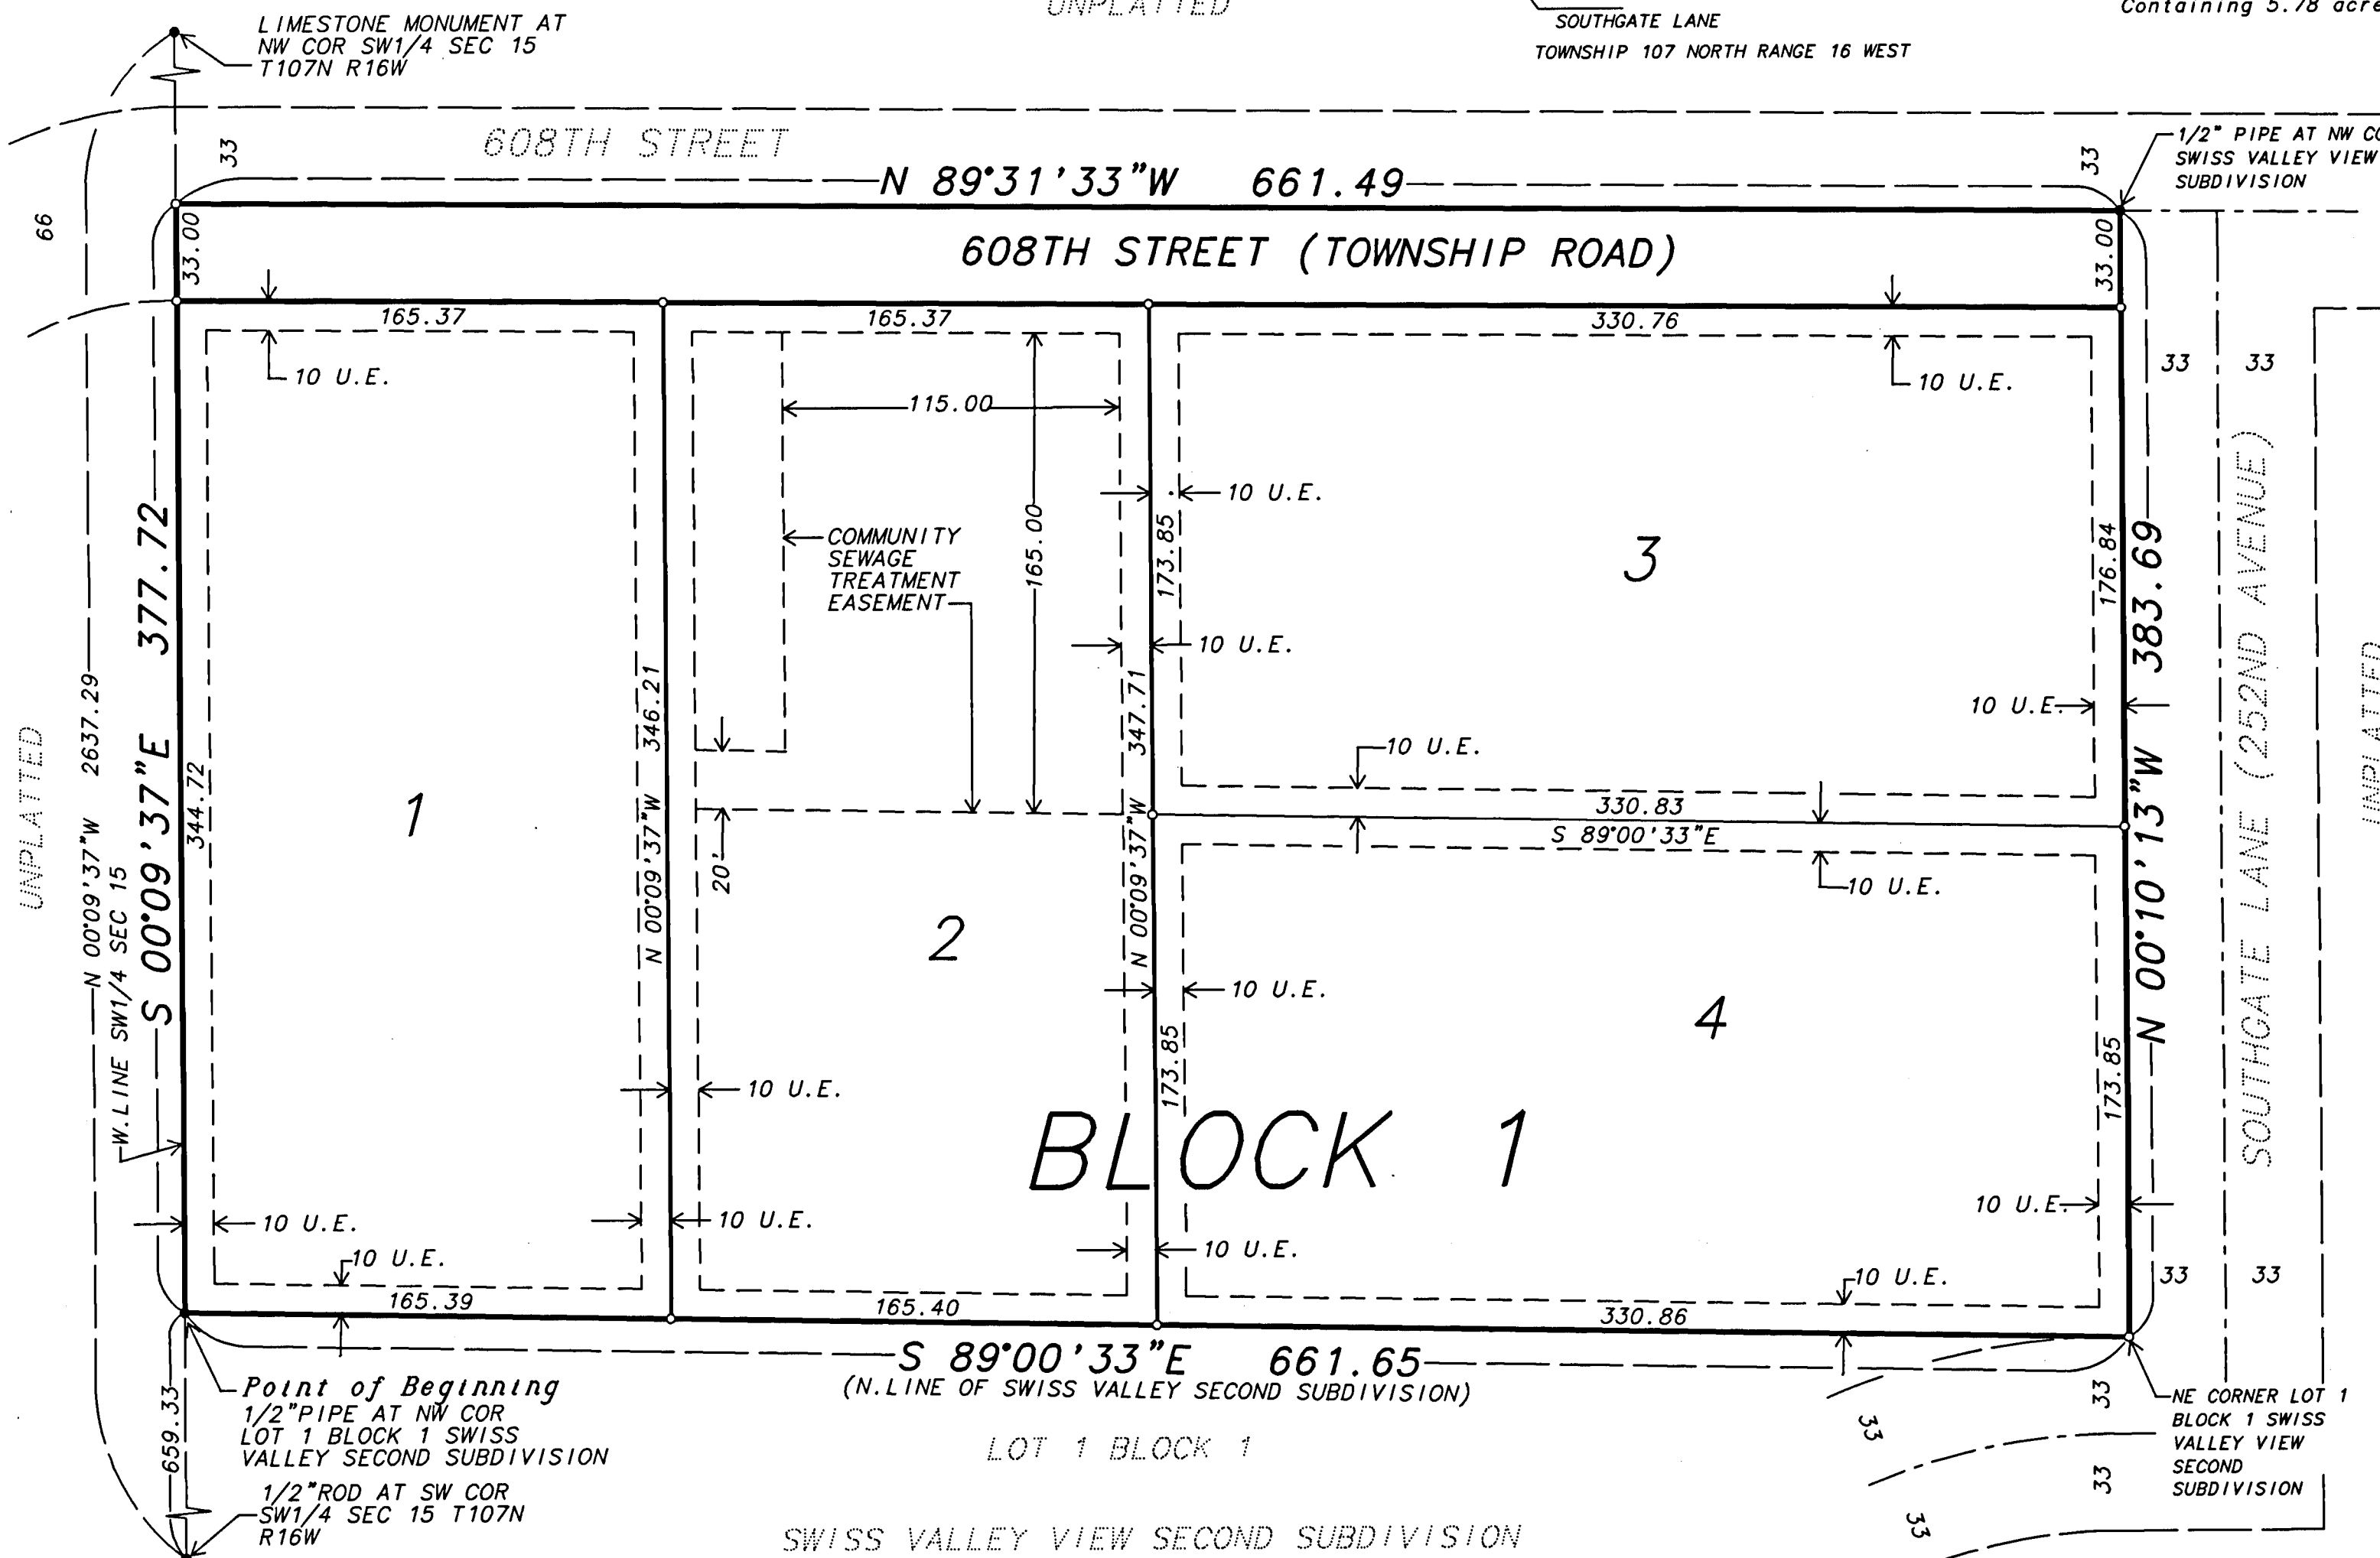 LIMESTONE MONUMENT AT
NW COR SW1/4 SEC 15
T107N R16W
UNPLATTED
SOUTHGATE LANE
TOWNSHIP 107 NORTH RANGE 16 WEST
Containing 5.78
608TH STREET
33
N 89°31'33"W 661.49
33
1/2" PIPE AT NW
SWISS VALLEY VIEW
SUBDIVISION
66
33.00
608TH STREET (TOWNSHIP ROAD)
33.00
165.37
165.37
330.76
10 U.E.
10 U.E.
33
33
115.00
10 U.E.
COMMUNITY
SEWAGE
TREATMENT
EASEMENT
165.00
173.85
3
176.84
10 U.E.
10 U.E.
10 U.E.
330.83
S 89°00'33"E
10 U.E.
UNPLATTED
N 00°09'37"W 2637.29
W.LINE SW1/4 SEC 15
S 00°09'37"E 377.72
344.72
1
N 00°09'37"W 346.21
20'
2
N 00°09'37"W 347.71
N 00°10'13"W 383.69
SOUTHGATE LANE (252ND AVENUE)
UNPLATTED
10 U.E.
4
173.85
173.85
10 U.E.
BLOCK 1
10 U.E.
10 U.E.
10 U.E.
10 U.E.
10 U.E.
10 U.E.
33
33
165.39
165.40
330.86
S 89°00'33"E 661.65
(N.LINE OF SWISS VALLEY SECOND SUBDIVISION)
Point of Beginning
1/2"PIPE AT NW COR
LOT 1 BLOCK 1 SWISS
VALLEY SECOND SUBDIVISION
659.33
1/2"ROD AT SW COR
SW1/4 SEC 15 T107N
R16W
LOT 1 BLOCK 1
SWISS VALLEY VIEW SECOND SUBDIVISION
33
33
33
33
NE CORNER LOT 1
BLOCK 1 SWISS
VALLEY VIEW
SECOND
SUBDIVISION